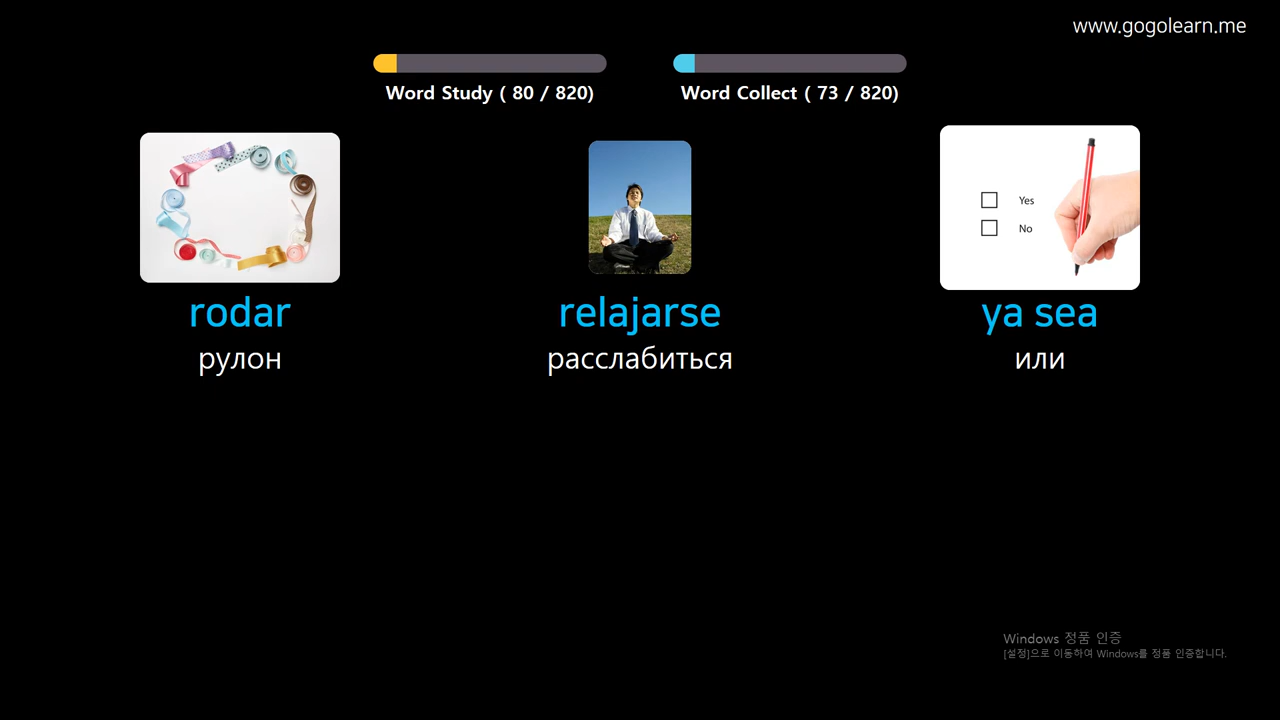 www.gogolearn.me
Word Study ( 80 / 820)
Word Collect ( 73 / 820)
Yes
No
rodar
relajarse
ya sea
рулон
расслабиться
или
Windows 정품 인증
[설정]으로 이동하여 Windows를 정품 인증합니다.